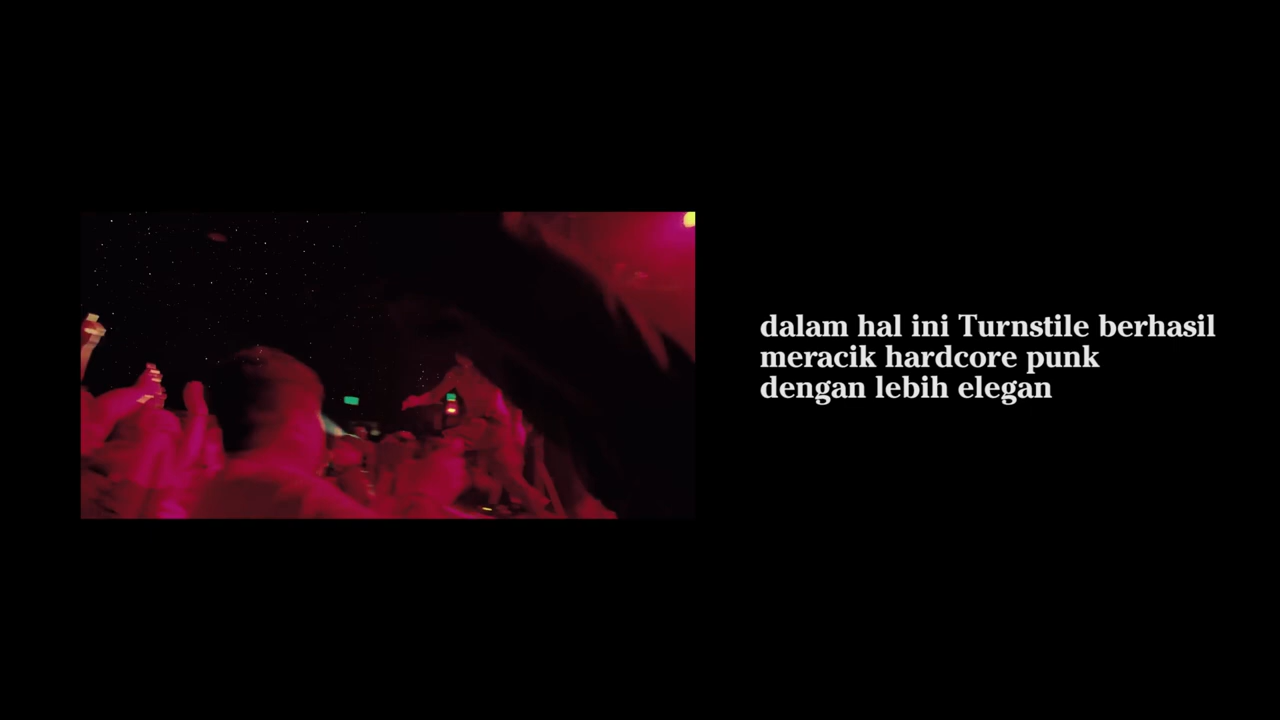 dalam hal ini Turnstile berhasil
meracik hardcore punk
dengan lebih elegan